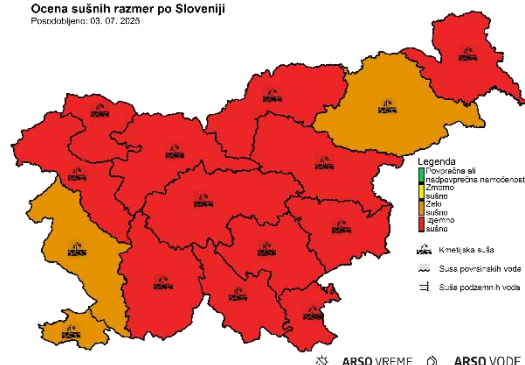 Ocena sušnih razmer po Sloveniji
Posodobljeno: 03. 07. 2025
Legenda
Povprečna ali
nadpovprečna namočenost
Zmerno
sušno
Zelo
sušno
Izjemno
sušno
Kmetijska suša
Suša površinskih voda
Suša podzemnih voda
ARSO VREME
ARSO VODE